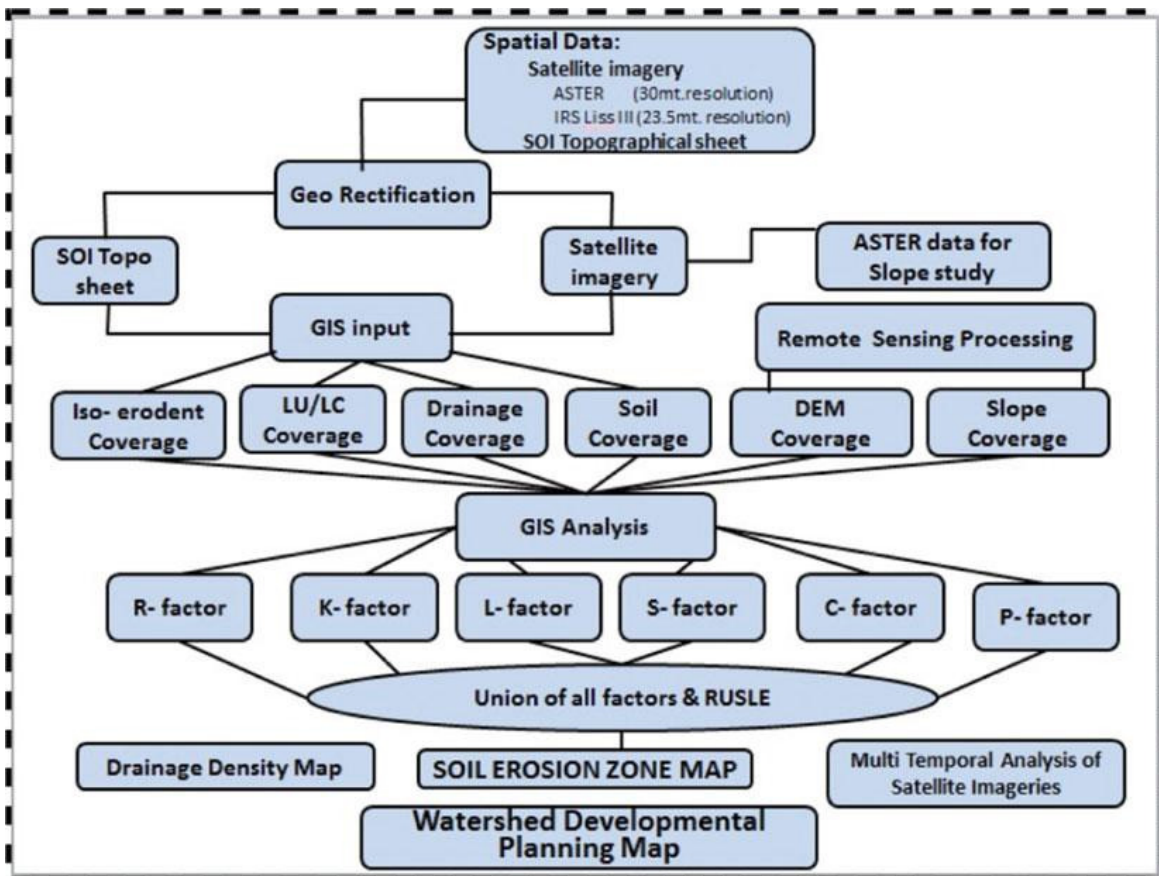 Spatial Data:
Satellite imagery
ASTER (30mt.resolution)
IRS Liss III (23.5mt. resolution)
SOI Topographical sheet
Geo Rectification
SOI Topo
sheet
Satellite
imagery
ASTER data for
Slope study
GIS input
Remote Sensing Processing
Iso- erodent
Coverage
LU/LC
Coverage
Drainage
Coverage
Soil
Coverage
DEM
Coverage
Slope
Coverage
GIS Analysis
R- factor
K- factor
L- factor
S- factor
C- factor
P- factor
Union of all factors & RUSLE
Drainage Density Map
SOIL EROSION ZONE MAP
Multi Temporal Analysis of
Satellite Imageries
Watershed Developmental
Planning Map